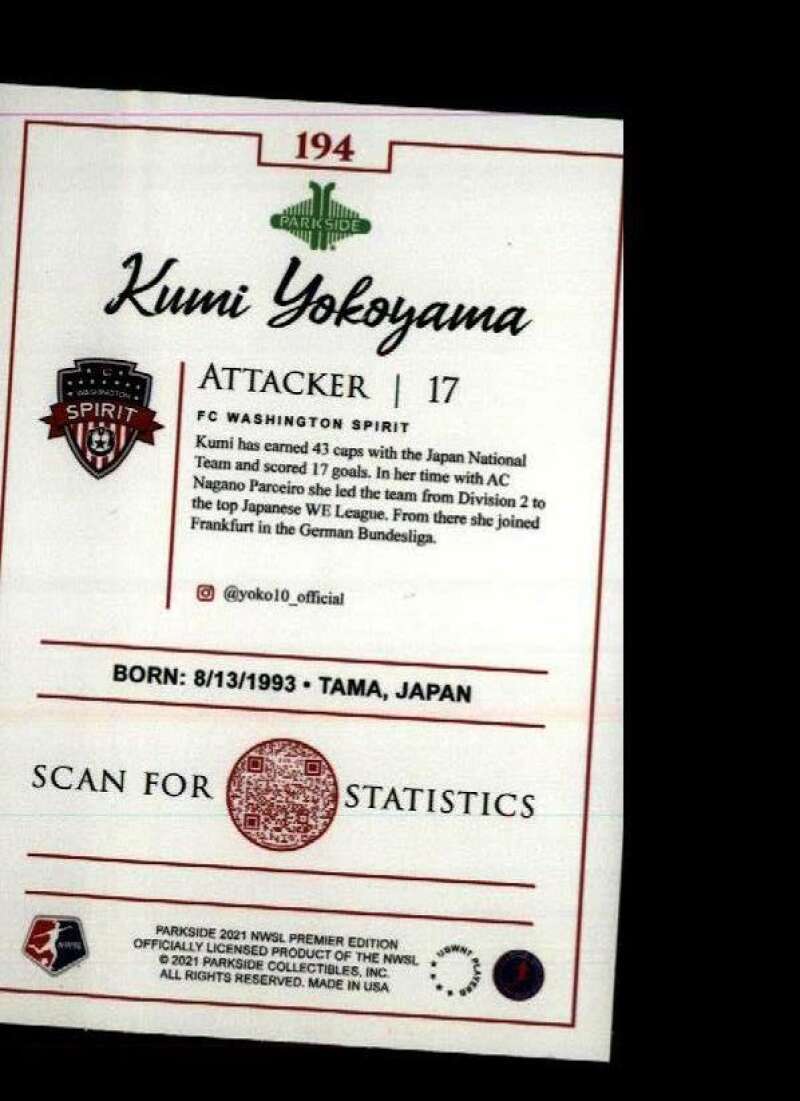 194
PARKSIDE
Kumi Yokoyama
WASHINGTON
SPIRIT
ATTACKER | 17
FC WASHINGTON SPIRIT
Kumi has earned 43 caps with the Japan National
Team and scored 17 goals. In her time with AC
Nagano Parceiro she led the team from Division 2 to
the top Japanese WE League. From there she joined
Frankfurt in the German Bundesliga.
@yoko10_official
BORN: 8/13/1993 • TAMA, JAPAN
SCAN FOR STATISTICS
NWSL
PARKSIDE 2021 NWSL PREMIER EDITION
OFFICIALLY LICENSED PRODUCT OF THE NWSL
© 2021 PARKSIDE COLLECTIBLES, INC.
ALL RIGHTS RESERVED. MADE IN USA
USWNT PLAYERS